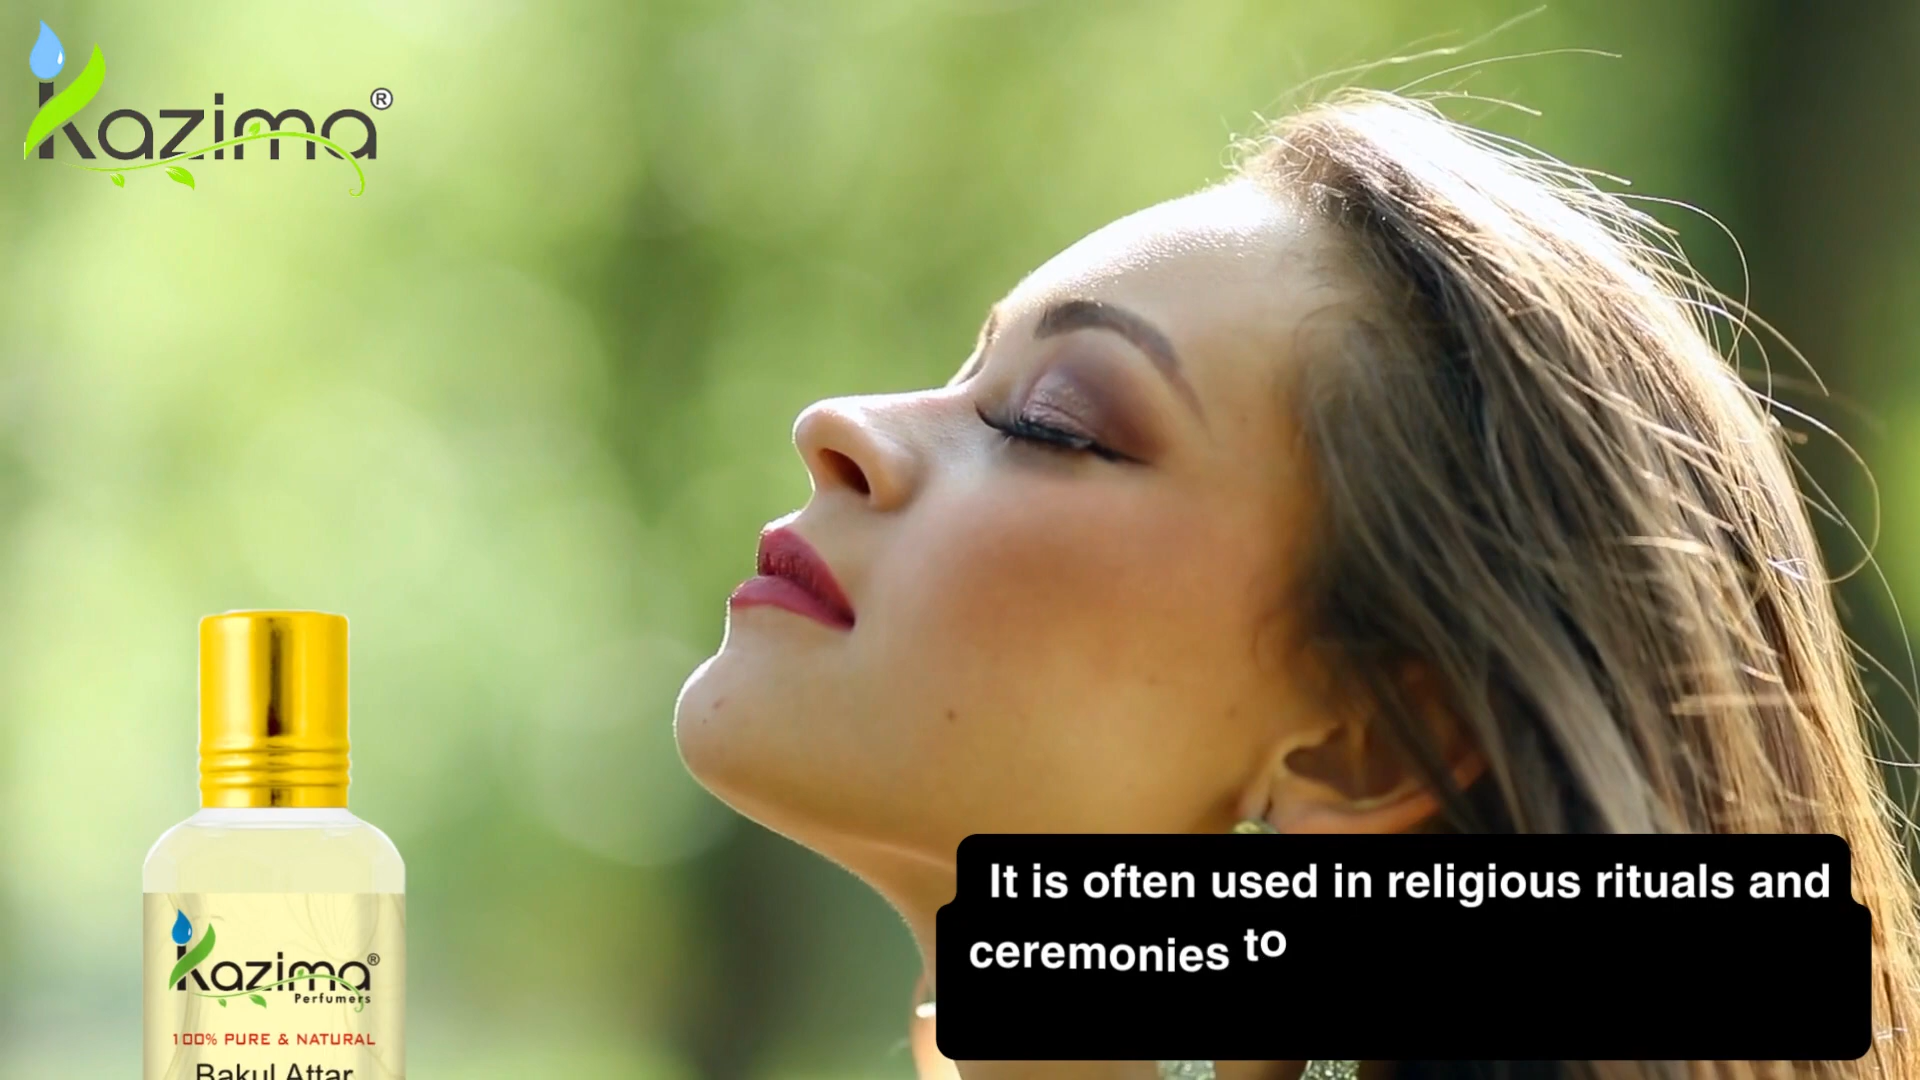 Kazima®
It is often used in religious rituals and
ceremonies to
Kazima®
Perfumers
100% PURE & NATURAL
Bakul Attar